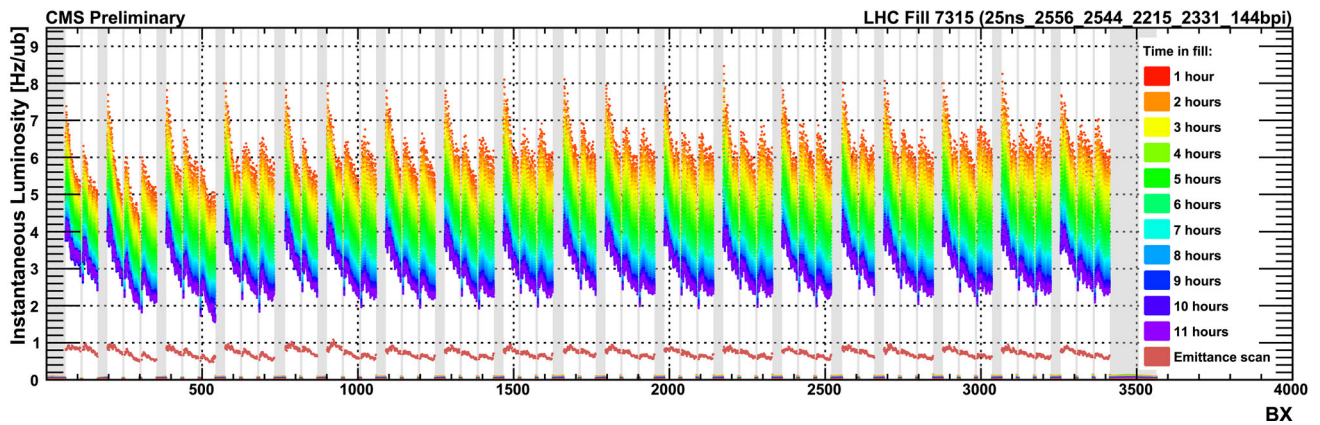 CMS Preliminary
LHC Fill 7315 (25ns_2556_2544_2215_2331_144bpi)
Instantaneous Luminosity [Hz/ub]
9
8
7
6
5
4
3
2
1
0
Time in fill:
1 hour
2 hours
3 hours
4 hours
5 hours
6 hours
7 hours
8 hours
9 hours
10 hours
11 hours
Emittance scan
500 1000 1500 2000 2500 3000 3500 4000
BX